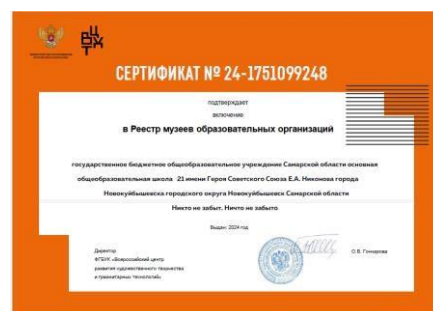 ЦВХТ
СЕРТИФИКАТ № 24-1751099248
подтверждает
включение
в Реестр музеев образовательных организаций
государственное бюджетное общеобразовательное учреждение Самарской области основная
общеобразовательная школа 21 имени Героя Советского Союза Е.А. Никонова города
Новокуйбышевска городского округа Новокуйбышевск Самарской области
Никто не забыт. Ничто не забыто
Выдан: 2024 год
Директор
ФГБУК «Всероссийский центр
развития художественного творчества
и гуманитарных технологий»
О.В. Гончарова